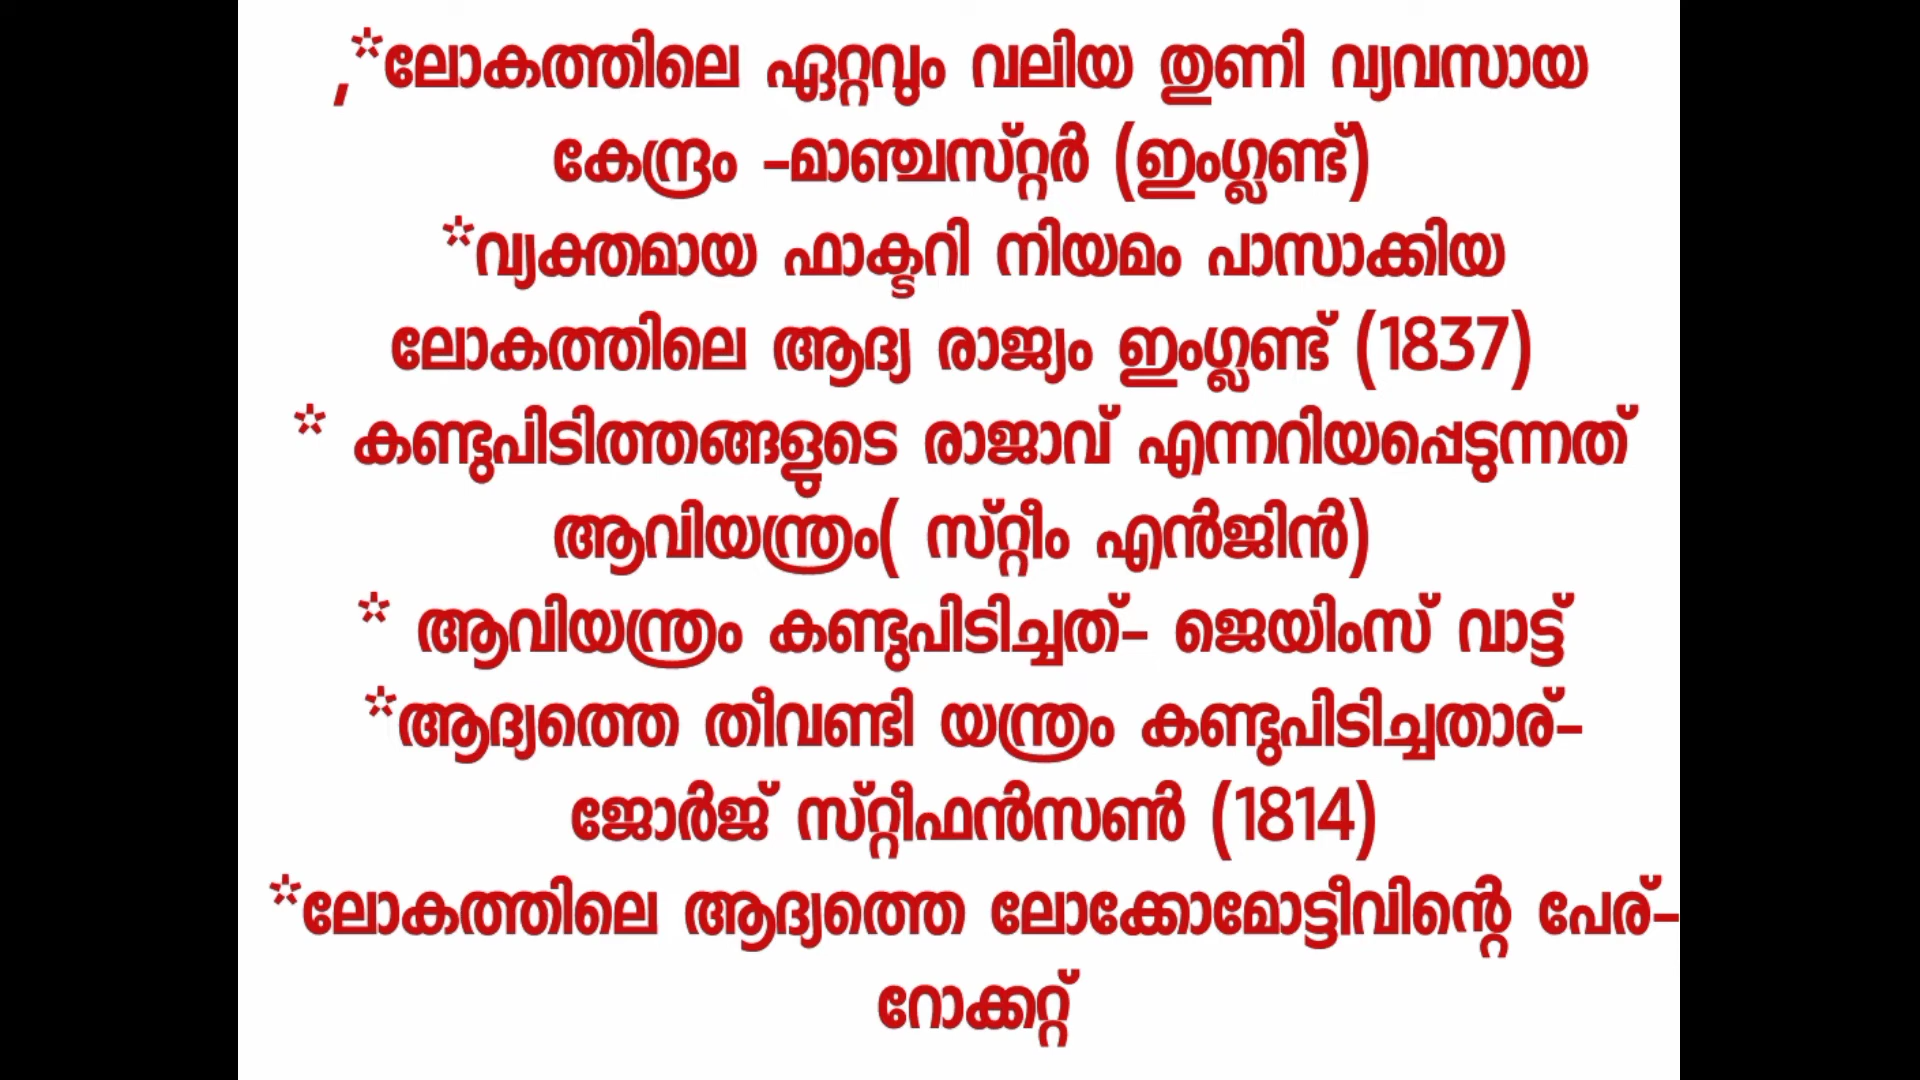 ,*ലോകത്തിലെ ഏറ്റവും വലിയ തുണി വ്യവസായ
കേന്ദ്രം -മാഞ്ചസ്റ്റർ (ഇംഗ്ലണ്ട്)
*വ്യക്തമായ ഫാക്ടറി നിയമം പാസാക്കിയ
ലോകത്തിലെ ആദ്യ രാജ്യം ഇംഗ്ലണ്ട് (1837)
* കണ്ടുപിടിത്തങ്ങളുടെ രാജാവ് എന്നറിയപ്പെടുന്നത്
ആവിയന്ത്രം( സ്റ്റീം എൻജിൻ)
* ആവിയന്ത്രം കണ്ടുപിടിച്ചത്- ജെയിംസ് വാട്ട്
*ആദ്യത്തെ തീവണ്ടി യന്ത്രം കണ്ടുപിടിച്ചതാര്-
ജോർജ് സ്റ്റീഫൻസൺ (1814)
*ലോകത്തിലെ ആദ്യത്തെ ലോക്കോമോട്ടീവിന്റെ പേര്-
റോക്കറ്റ്